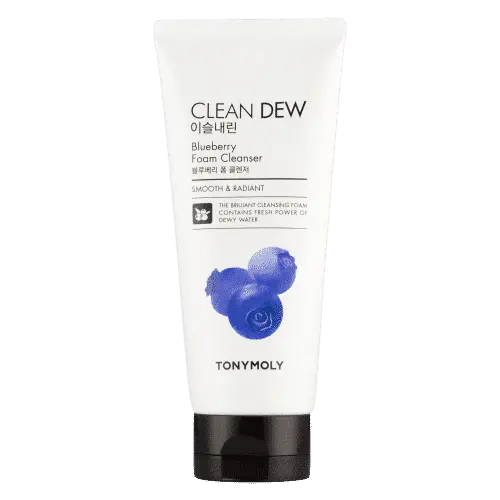 CLEAN DEW
이슬내린
Blueberry
Foam Cleanser
블루베리 폼 클렌저
SMOOTH & RADIANT
THE BRILLIANT CLEANSING FOAM
CONTAINS FRESH POWER OF
DEWY WATER.
TONYMOLY